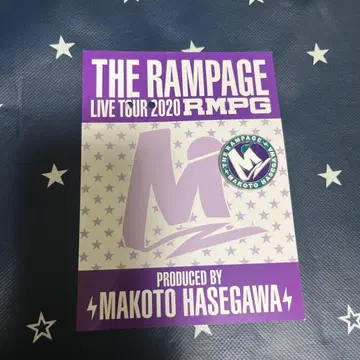 THE RAMPAGE
LIVE TOUR 2020 RMPG
M
THE RAMPAGE
M
MAKOTO HASEGAWA
PRODUCED BY
MAKOTO HASEGAWA